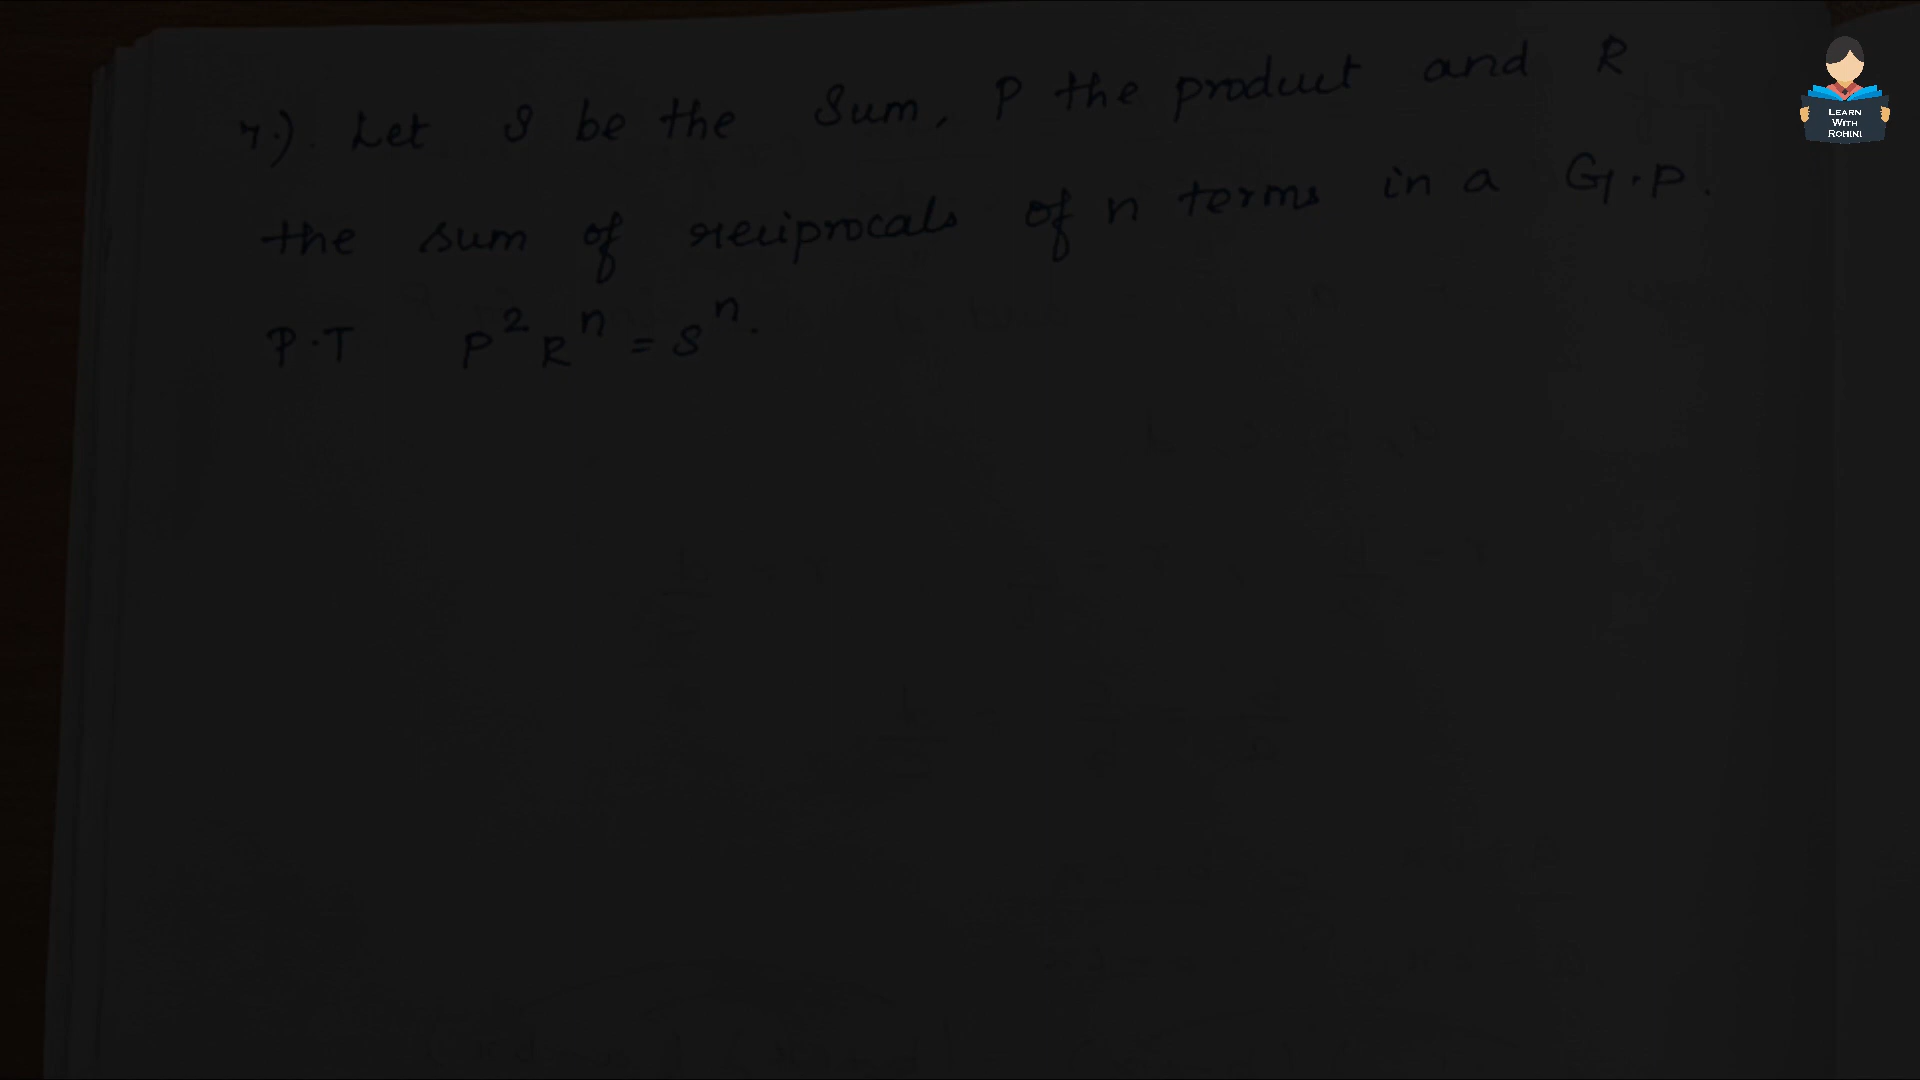 7.). Let S be the Sum, P the product and R
the sum of reciprocals of n terms in a G.P.
P.T P²Rⁿ = Sⁿ.
LEARN
WITH
ROHINI